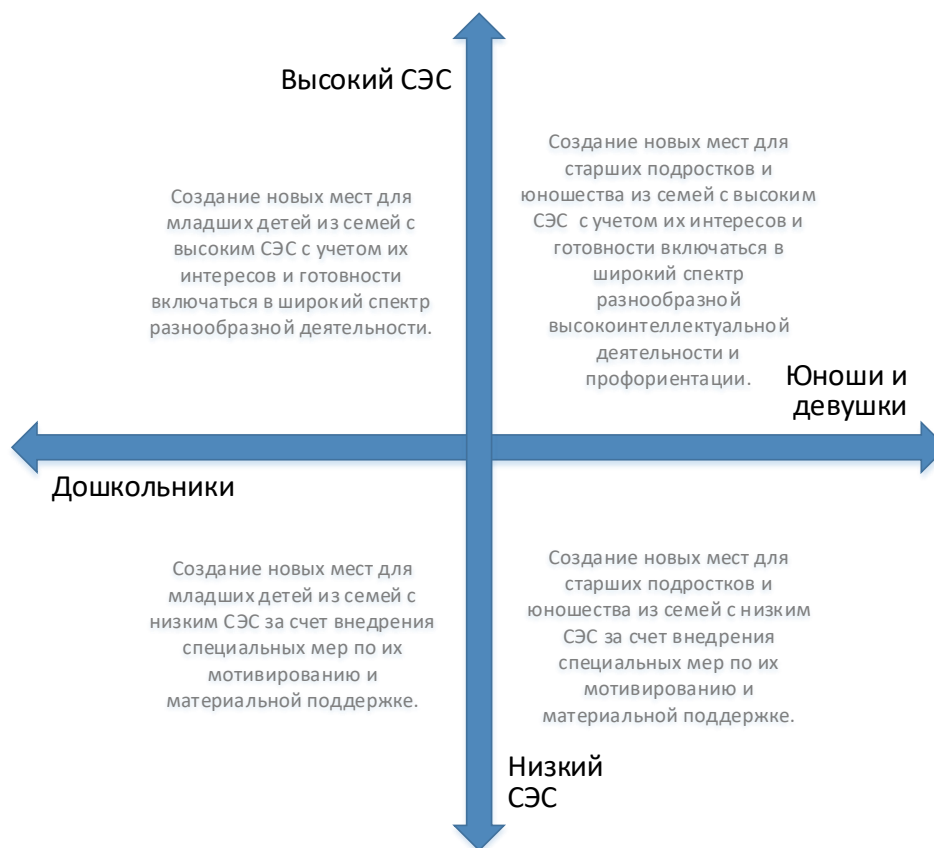 Высокий СЭС
Создание новых мест для
младших детей из семей с
высоким СЭС с учетом их
интересов и готовности
включаться в широкий спектр
разнообразной деятельности.
Создание новых мест для
старших подростков и
юношества из семей с высоким
СЭС с учетом их интересов и
готовности включаться в
широкий спектр
разнообразной
высокоинтеллектуальной
деятельности и
профориентации.
Юноши и
девушки
Дошкольники
Создание новых мест для
младших детей из семей с
низким СЭС за счет внедрения
специальных мер по их
мотивированию и
материальной поддержке.
Создание новых мест для
старших подростков и
юношества из семей с низким
СЭС за счет внедрения
специальных мер по их
мотивированию и
материальной поддержке.
Низкий
СЭС